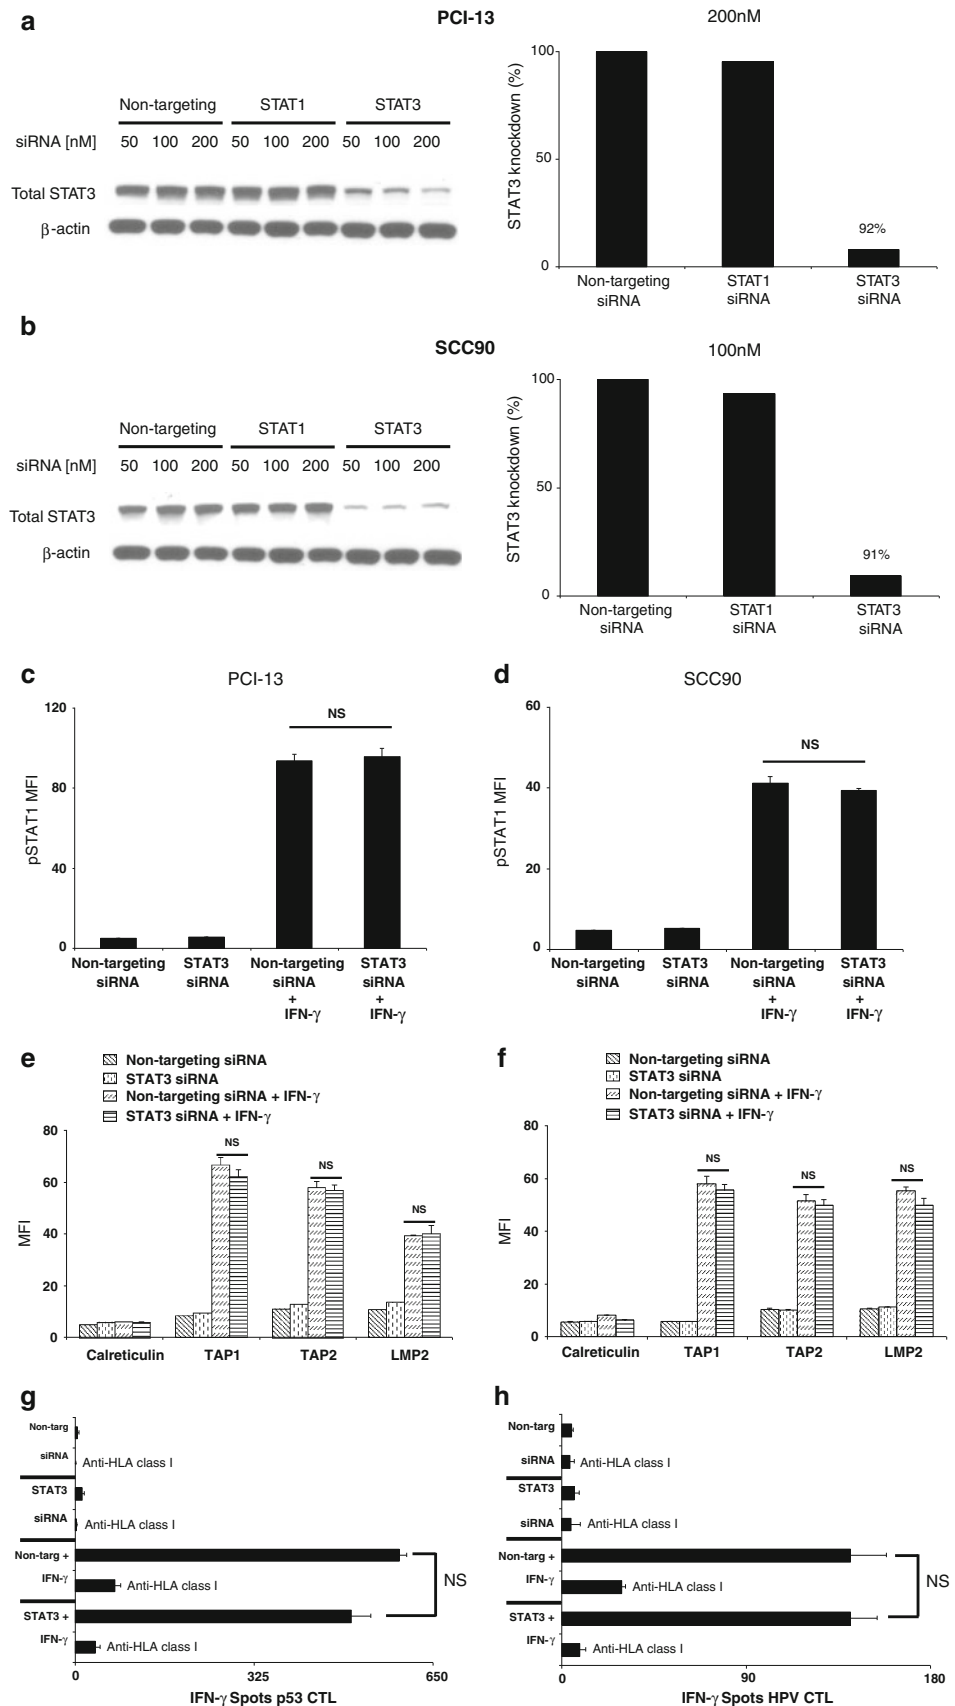 a
PCI-13
200nM
Non-targeting STAT1 STAT3
siRNA [nM] 50 100 200 50 100 200 50 100 200
Total STAT3
β-actin
STAT3 knockdown (%)
100
50
0
92%
Non-targeting siRNA
STAT1 siRNA
STAT3 siRNA
b
SCC90
100nM
Non-targeting STAT1 STAT3
siRNA [nM] 50 100 200 50 100 200 50 100 200
Total STAT3
β-actin
STAT3 knockdown (%)
100
50
0
91%
Non-targeting siRNA
STAT1 siRNA
STAT3 siRNA
c
PCI-13
pSTAT1 MFI
120
80
40
0
NS
Non-targeting siRNA
STAT3 siRNA
Non-targeting siRNA + IFN-γ
STAT3 siRNA + IFN-γ
d
SCC90
pSTAT1 MFI
60
40
20
0
NS
Non-targeting siRNA
STAT3 siRNA
Non-targeting siRNA + IFN-γ
STAT3 siRNA + IFN-γ
e
Non-targeting siRNA
STAT3 siRNA
Non-targeting siRNA + IFN-γ
STAT3 siRNA + IFN-γ
MFI
80
60
40
20
0
NS
NS
NS
Calreticulin TAP1 TAP2 LMP2
f
Non-targeting siRNA
STAT3 siRNA
Non-targeting siRNA + IFN-γ
STAT3 siRNA + IFN-γ
MFI
80
60
40
20
0
NS
NS
NS
Calreticulin TAP1 TAP2 LMP2
g
Non-targ
siRNA Anti-HLA class I
STAT3
siRNA Anti-HLA class I
Non-targ +
IFN-γ Anti-HLA class I
STAT3 +
IFN-γ Anti-HLA class I
NS
0 325 650
IFN-γ Spots p53 CTL
h
Non-targ
siRNA Anti-HLA class I
STAT3
siRNA Anti-HLA class I
Non-targ +
IFN-γ Anti-HLA class I
STAT3 +
IFN-γ Anti-HLA class I
NS
0 90 180
IFN-γ Spots HPV CTL